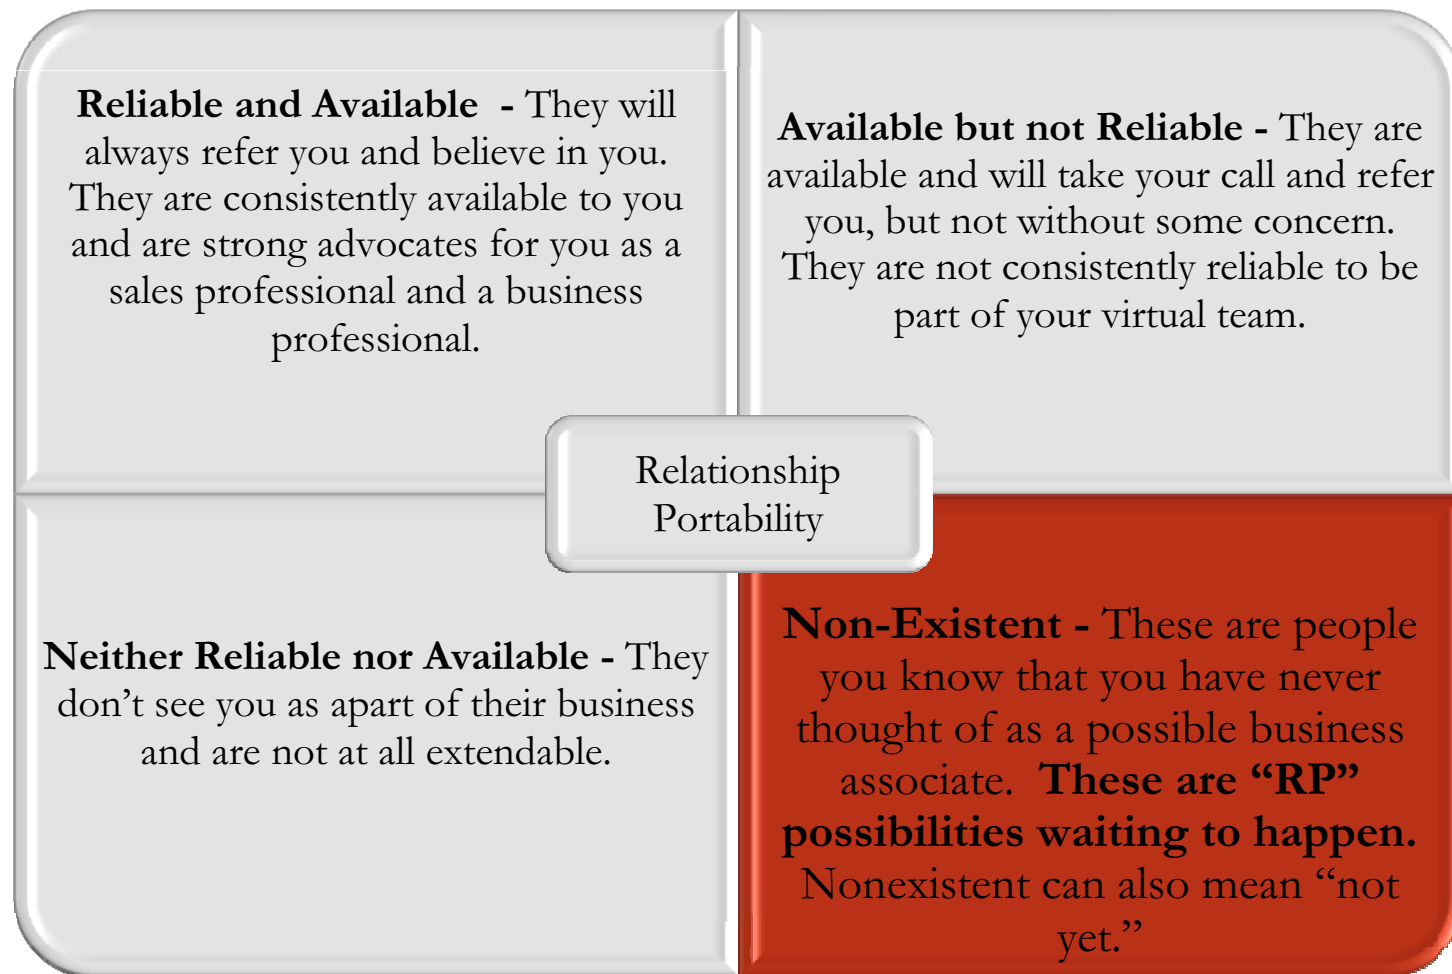 Reliable and Available - They will
always refer you and believe in you.
They are consistently available to you
and are strong advocates for you as a
sales professional and a business
professional.
Available but not Reliable - They are
available and will take your call and refer
you, but not without some concern.
They are not consistently reliable to be
part of your virtual team.
Relationship
Portability
Neither Reliable nor Available - They
don’t see you as apart of their business
and are not at all extendable.
Non-Existent - These are people
you know that you have never
thought of as a possible business
associate. These are “RP”
possibilities waiting to happen.
Nonexistent can also mean “not
yet.”